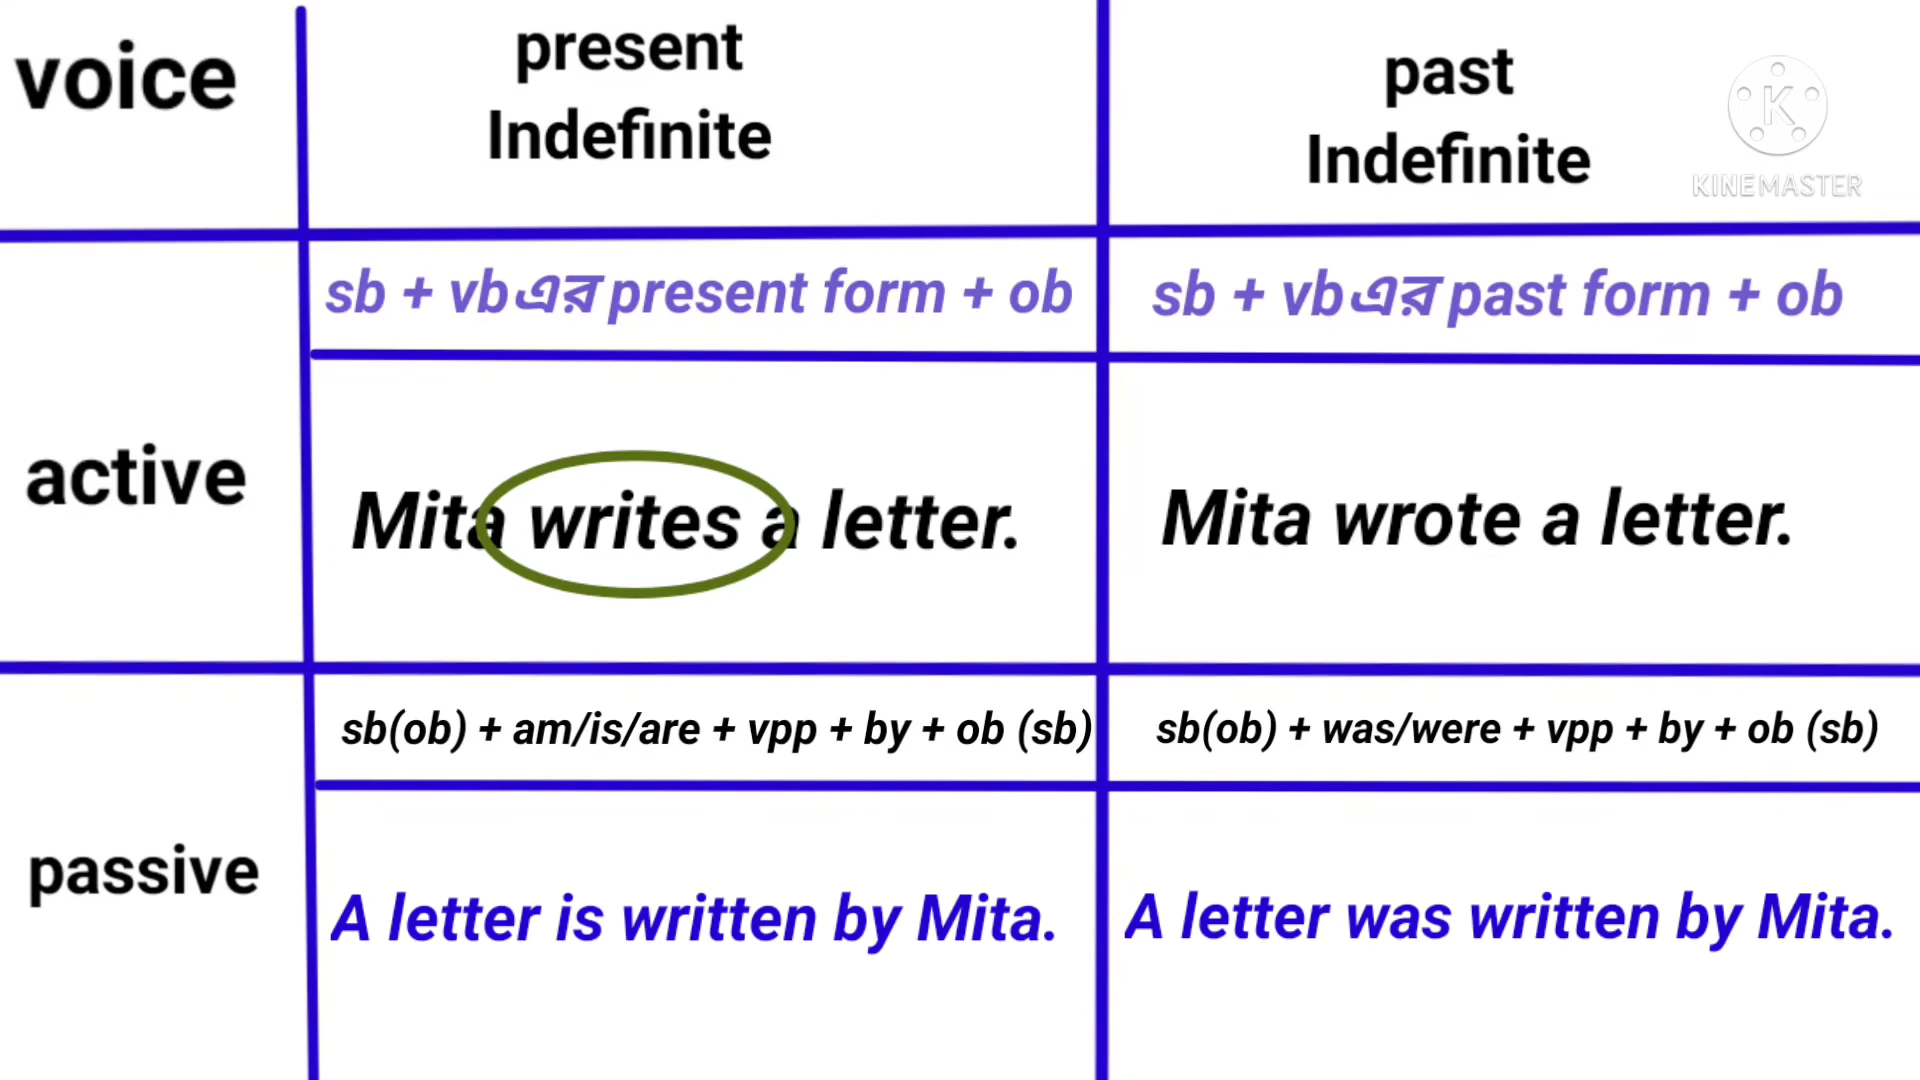 voice
present
Indefinite
past
Indefinite
KINEMASTER
sb + vbএর present form + ob
sb + vbএর past form + ob
active
Mita writes a letter.
Mita wrote a letter.
sb(ob) + am/is/are + vpp + by + ob (sb)
sb(ob) + was/were + vpp + by + ob (sb)
passive
A letter is written by Mita.
A letter was written by Mita.